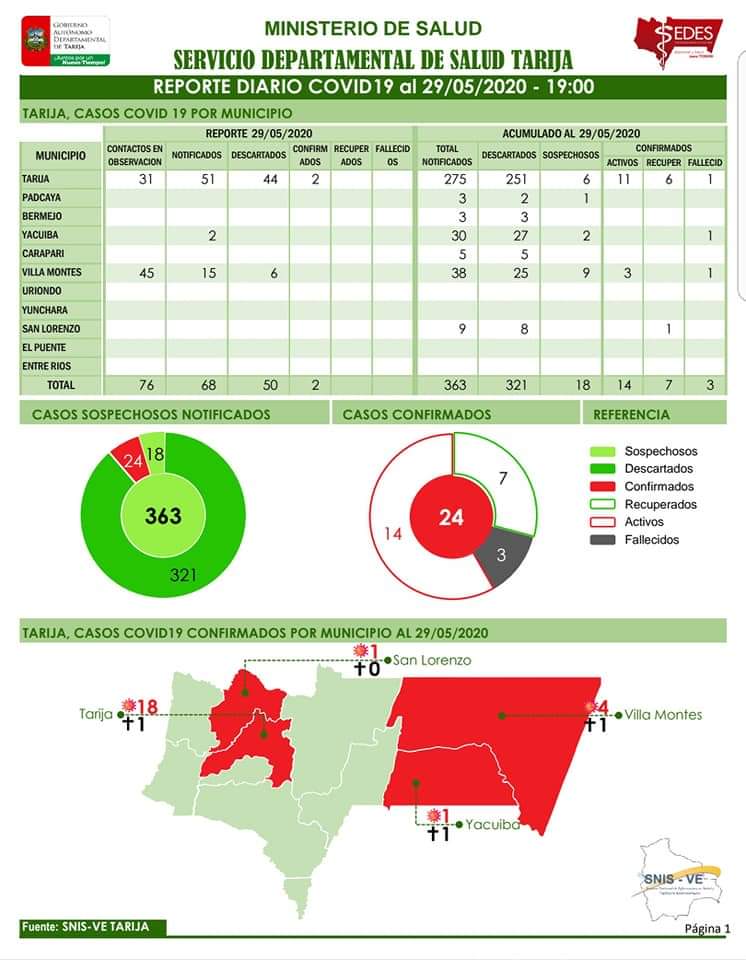 GOBIERNO
AUTÓNOMO
DEPARTAMENTAL
DE TARIJA
¡Juntos por un
Nuevo Tiempo!
MINISTERIO DE SALUD
SERVICIO DEPARTAMENTAL DE SALUD TARIJA
SEDES
REPORTE DIARIO COVID19 al 29/05/2020 - 19:00
TARIJA, CASOS COVID 19 POR MUNICIPIO
REPORTE 29/05/2020 ACUMULADO AL 29/05/2020
MUNICIPIO CONTACTOS EN OBSERVACION NOTIFICADOS DESCARTADOS CONFIRM ADOS RECUPER ADOS FALLECID OS TOTAL NOTIFICADOS DESCARTADOS SOSPECHOSOS CONFIRMADOS
ACTIVOS RECUPER FALLECID
TARIJA 31 51 44 2 275 251 6 11 6 1
PADCAYA 3 2 1
BERMEJO 3 3
YACUIBA 2 30 27 2 1
CARAPARI 5 5
VILLA MONTES 45 15 6 38 25 9 3 1
URIONDO
YUNCHARA
SAN LORENZO 9 8 1
EL PUENTE
ENTRE RIOS
TOTAL 76 68 50 2 363 321 18 14 7 3
CASOS SOSPECHOSOS NOTIFICADOS CASOS CONFIRMADOS REFERENCIA
24 18
363
321
7
14 24
3
Sospechosos
Descartados
Confirmados
Recuperados
Activos
Fallecidos
TARIJA, CASOS COVID19 CONFIRMADOS POR MUNICIPIO AL 29/05/2020
1
0 San Lorenzo
Tarija 18
1
4
1 Villa Montes
1
1 Yacuiba
SNIS - VE
Fuente: SNIS-VE TARIJA
Página 1